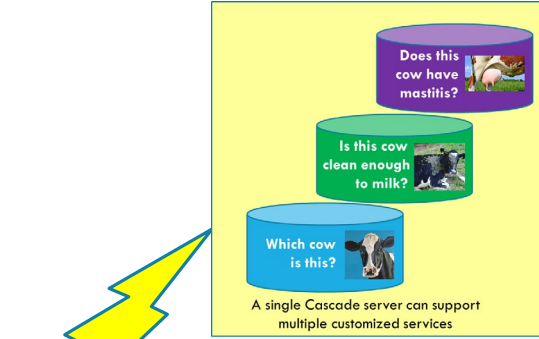 Does this
cow have
mastitis?
Is this cow
clean enough
to milk?
Which cow
is this?
A single Cascade server can support
multiple customized services